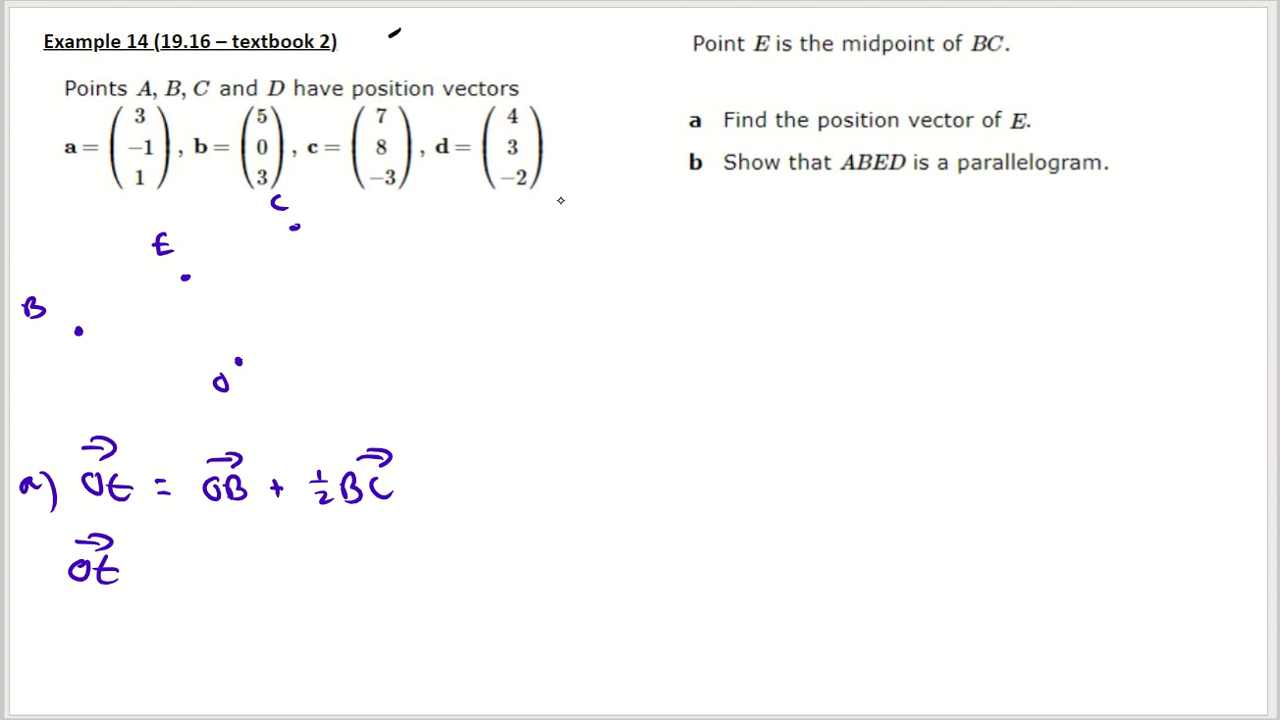 Example 14 (19.16 – textbook 2)
Points A, B, C and D have position vectors
a = (3 −1 1), b = (5 0 3), c = (7 8 −3), d = (4 3 −2)
Point E is the midpoint of BC.
a Find the position vector of E.
b Show that ABED is a parallelogram.
C
E
B
O
a) OE = OB + ½ BC
OE